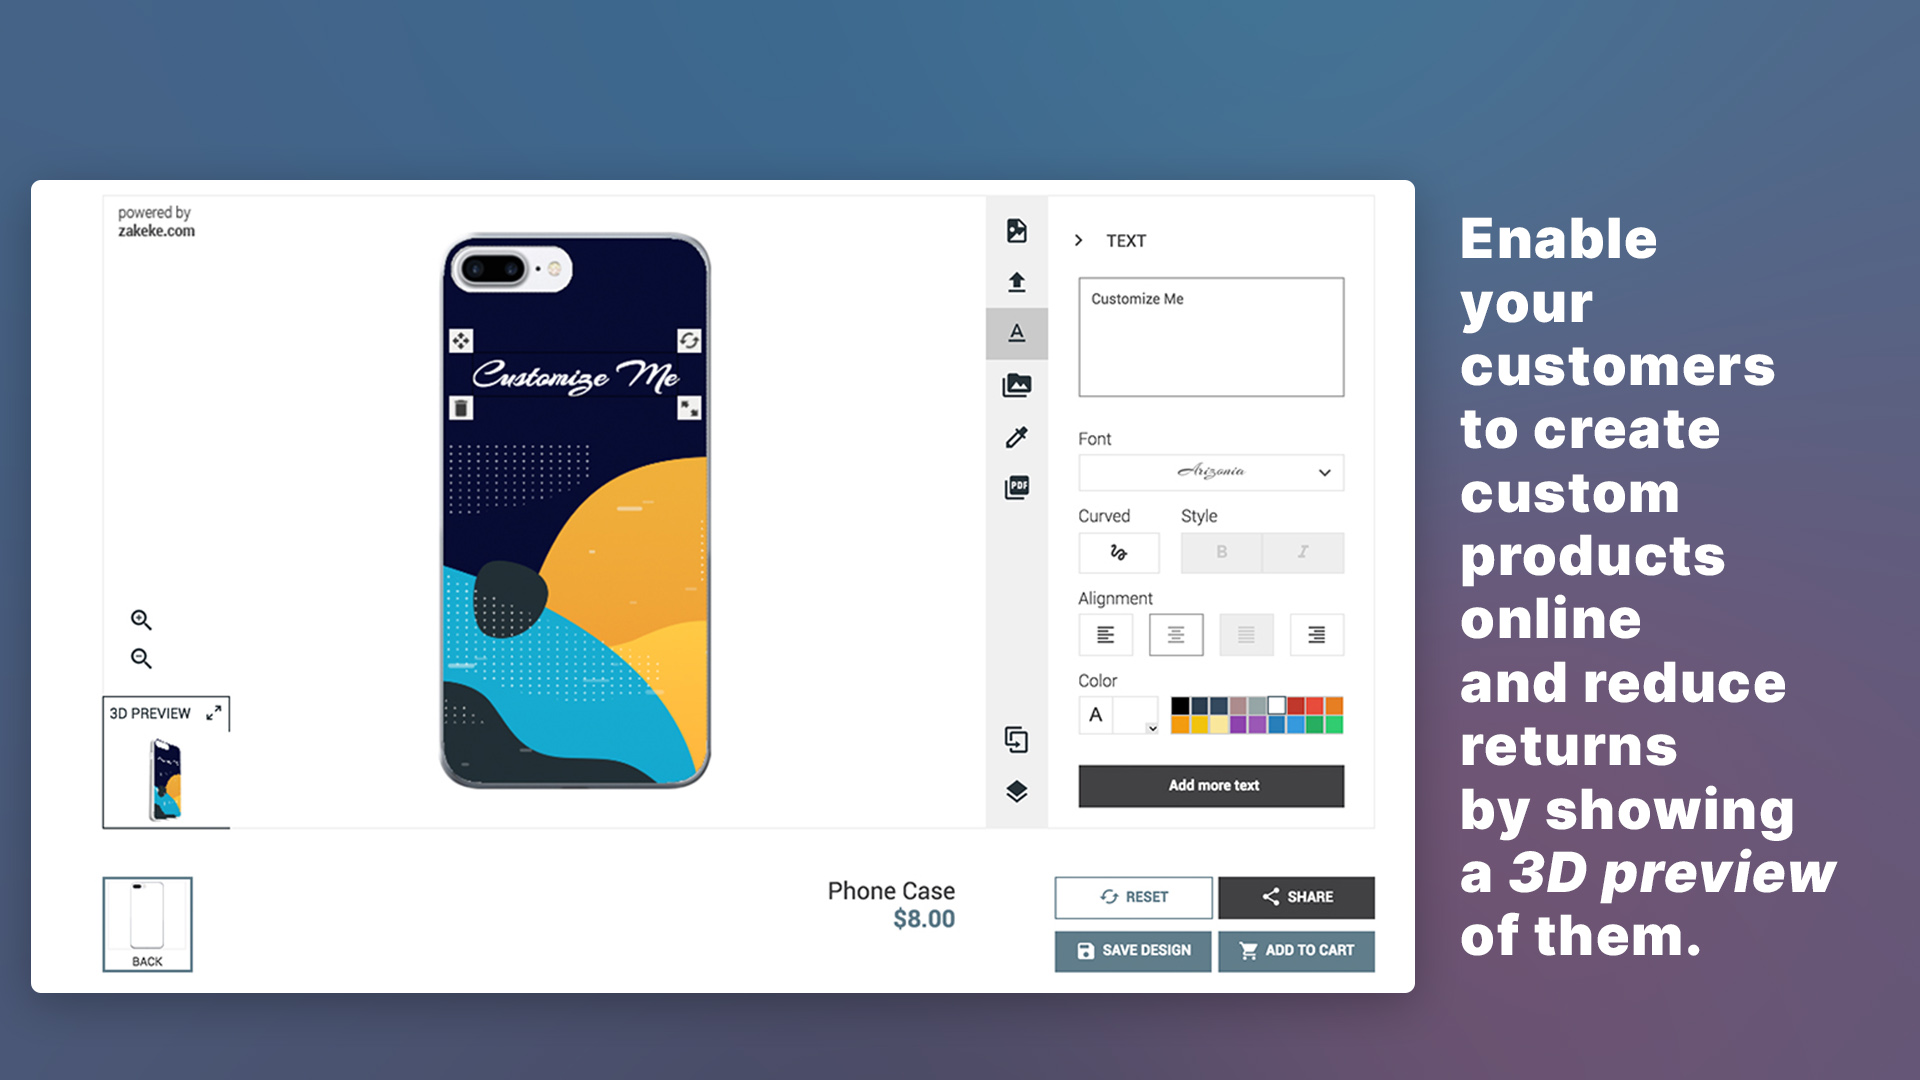 powered by
zakeke.com
Customize Me
TEXT
Customize Me
Font
Arizonia
Curved
Style
B
I
Alignment
Color
A
Add more text
PDF
3D PREVIEW
BACK
Phone Case
$8.00
RESET
SHARE
SAVE DESIGN
ADD TO CART
Enable
your
customers
to create
custom
products
online
and reduce
returns
by showing
a 3D preview
of them.